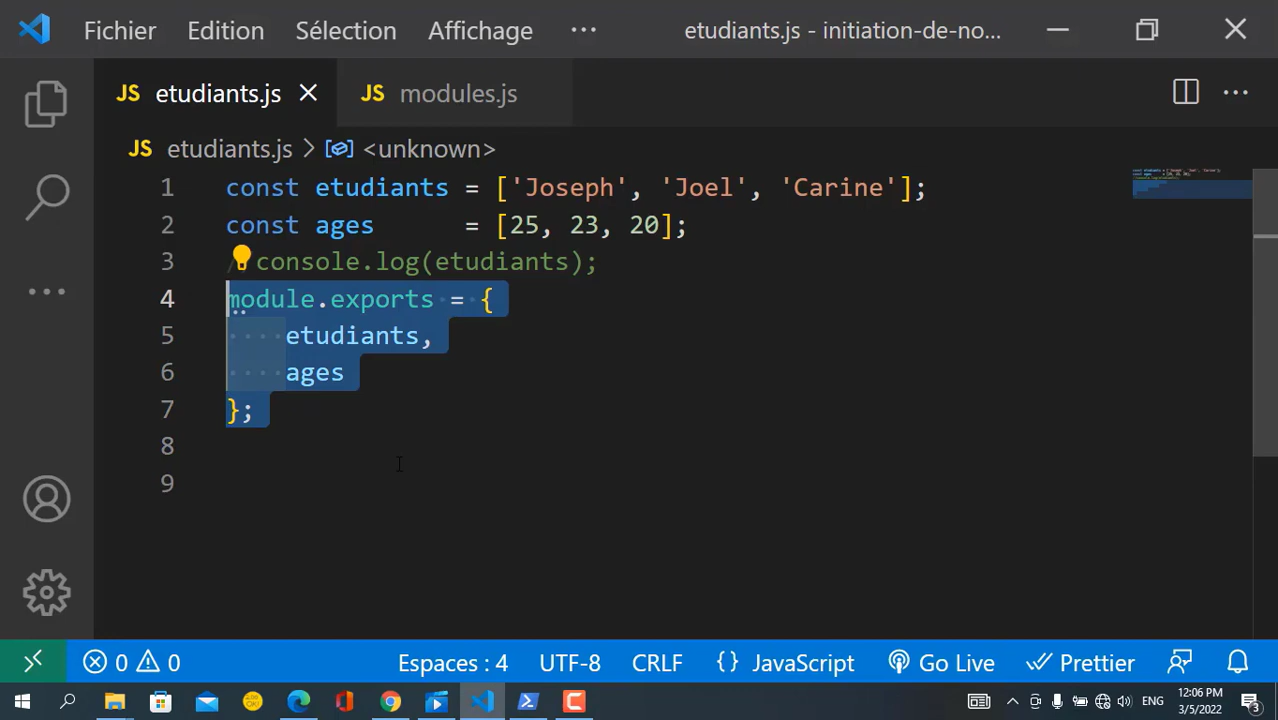 Fichier Edition Sélection Affichage ··· etudiants.js - initiation-de-no...
JS etudiants.js JS modules.js
JS etudiants.js > <unknown>
1 const etudiants = ['Joseph', 'Joel', 'Carine'];
2 const ages = [25, 23, 20];
3 /console.log(etudiants);
4 module.exports = {
5 etudiants,
6 ages
7 };
8
9
0 0 Espaces : 4 UTF-8 CRLF {} JavaScript Go Live Prettier
ENG 12:06 PM
3/5/2022 3